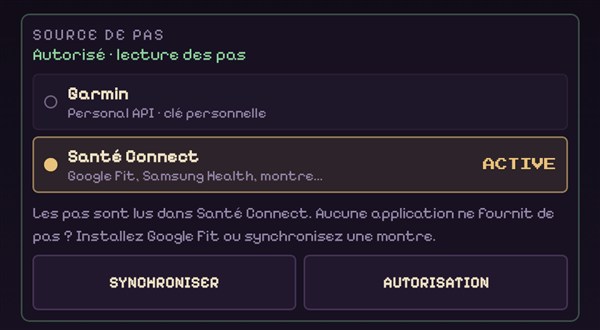 SOURCE DE PAS
Autorisé · lecture des pas
Garmin
Personal API · clé personnelle
Santé Connect
Google Fit, Samsung Health, montre...
ACTIVE
Les pas sont lus dans Santé Connect. Aucune application ne fournit de
pas ? Installez Google Fit ou synchronisez une montre.
SYNCHRONISER
AUTORISATION